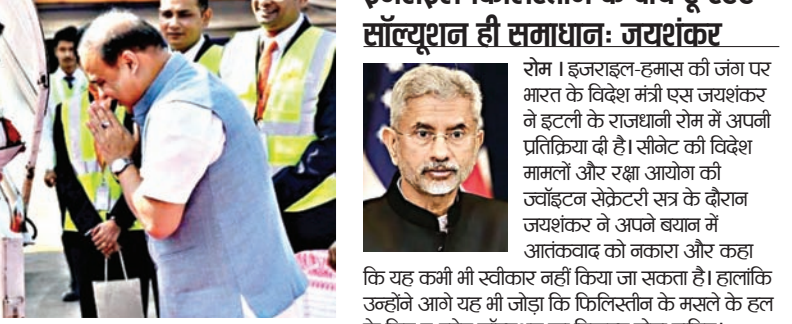 सॉल्यूशन ही समाधानः जयशंकर
रोम । इजराइल-हमास की जंग पर
भारत के विदेश मंत्री एस जयशंकर
ने इटली के राजधानी रोम में अपनी
प्रतिक्रिया दी है। सीनेट की विदेश
मामलों और रक्षा आयोग की
ज्वॉइटन सेक्रेटरी सत्र के दौरान
जयशंकर ने अपने बयान में
आतंकवाद को नकारा और कहा
कि यह कभी भी स्वीकार नहीं किया जा सकता है। हालांकि
उन्होंने आगे यह भी जोड़ा कि फिलिस्तीन के मसले के हल